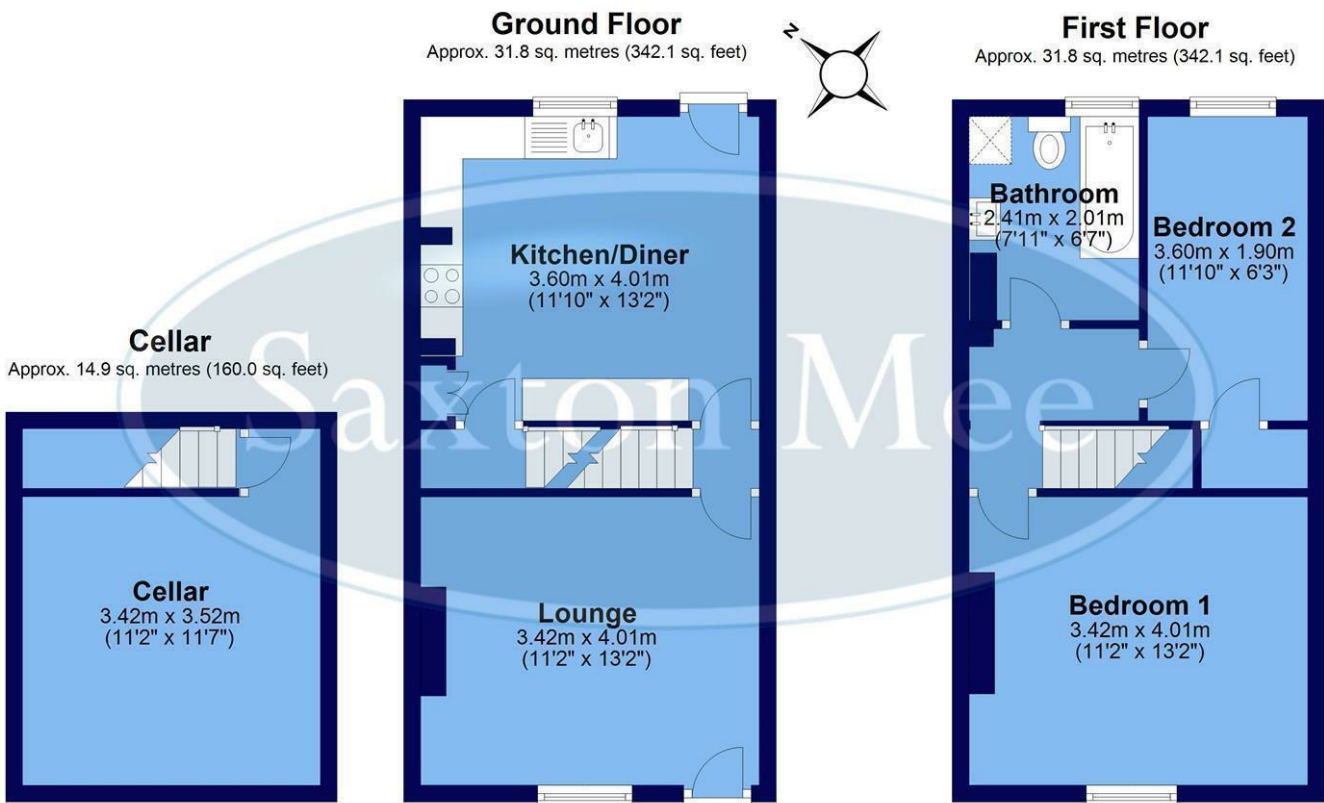 Ground Floor
Approx. 31.8 sq. metres (342.1 sq. feet)
N
First Floor
Approx. 31.8 sq. metres (342.1 sq. feet)
Bathroom
2.41m x 2.01m
(7'11" x 6'7")
Bedroom 2
3.60m x 1.90m
(11'10" x 6'3")
Kitchen/Diner
3.60m x 4.01m
(11'10" x 13'2")
Cellar
Approx. 14.9 sq. metres (160.0 sq. feet)
Saxton Mee
Cellar
3.42m x 3.52m
(11'2" x 11'7")
Lounge
3.42m x 4.01m
(11'2" x 13'2")
Bedroom 1
3.42m x 4.01m
(11'2" x 13'2")